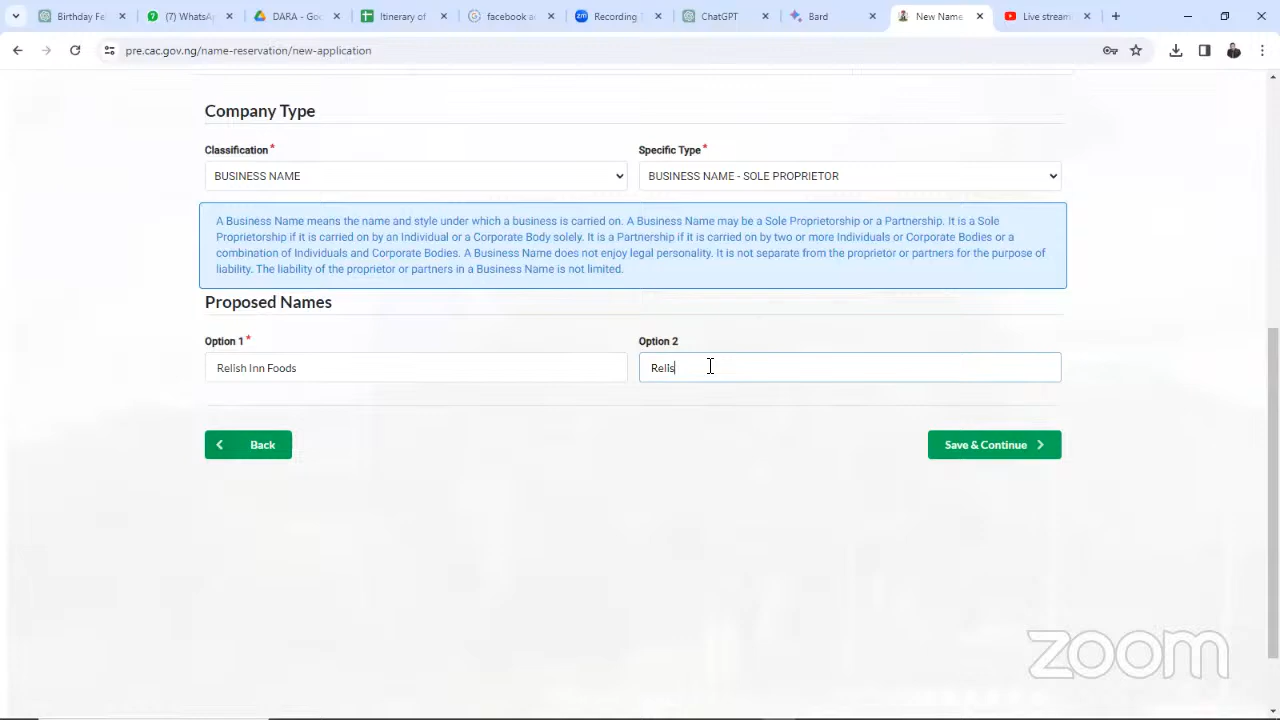 Birthday Fe
(7) WhatsA
DARA - Goo
Itinerary of
facebook a
Recording
ChatGPT
Bard
New Name
Live stream
pre.cac.gov.ng/name-reservation/new-application
Company Type
Classification *
Specific Type *
BUSINESS NAME
BUSINESS NAME - SOLE PROPRIETOR
A Business Name means the name and style under which a business is carried on. A Business Name may be a Sole Proprietorship or a Partnership. It is a Sole
Proprietorship if it is carried on by an Individual or a Corporate Body solely. It is a Partnership if it is carried on by two or more Individuals or Corporate Bodies or a
combination of Individuals and Corporate Bodies. A Business Name does not enjoy legal personality. It is not separate from the proprietor or partners for the purpose of
liability. The liability of the proprietor or partners in a Business Name is not limited.
Proposed Names
Option 1 *
Option 2
Relish Inn Foods
Relis
Back
Save & Continue
zoom